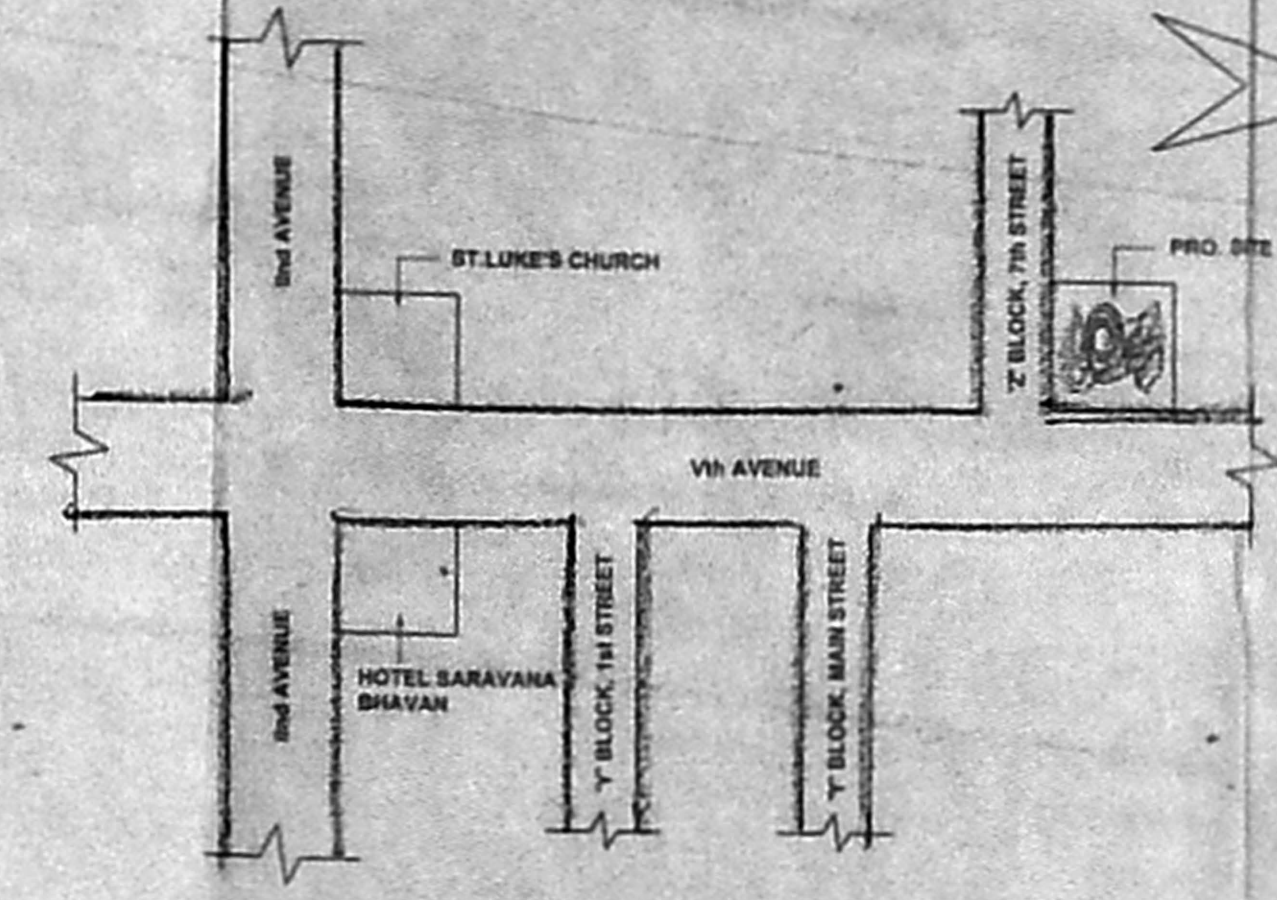 2nd AVENUE
ST.LUKE'S CHURCH
'Z' BLOCK, 7th STREET
PRO. SITE
Vth AVENUE
2nd AVENUE
HOTEL SARAVANA
BHAVAN
'Y' BLOCK, 1st STREET
'Y' BLOCK, MAIN STREET